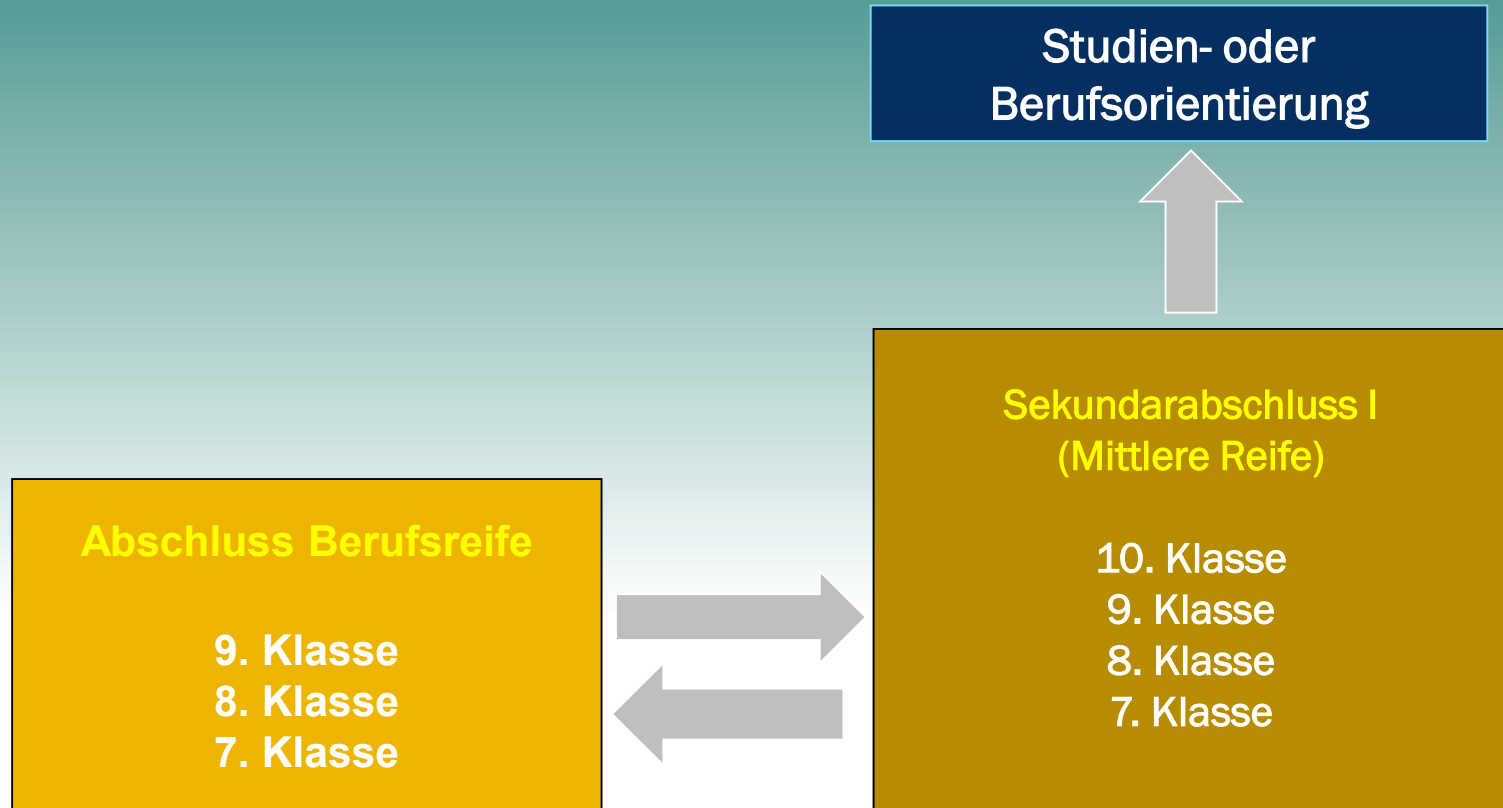 Studien- oder
Berufsorientierung
Sekundarabschluss I
(Mittlere Reife)
10. Klasse
9. Klasse
8. Klasse
7. Klasse
Abschluss Berufsreife
9. Klasse
8. Klasse
7. Klasse